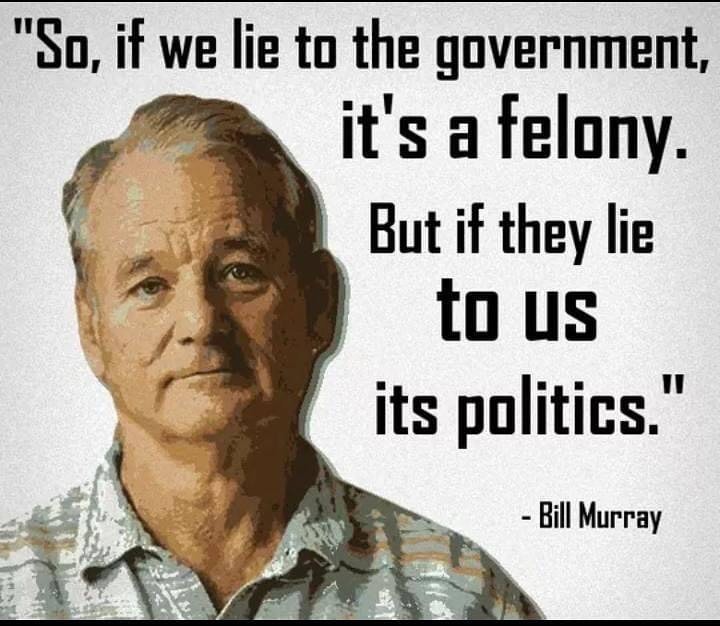 "So, if we lie to the government,
it's a felony.
But if they lie
to us
its politics."
- Bill Murray